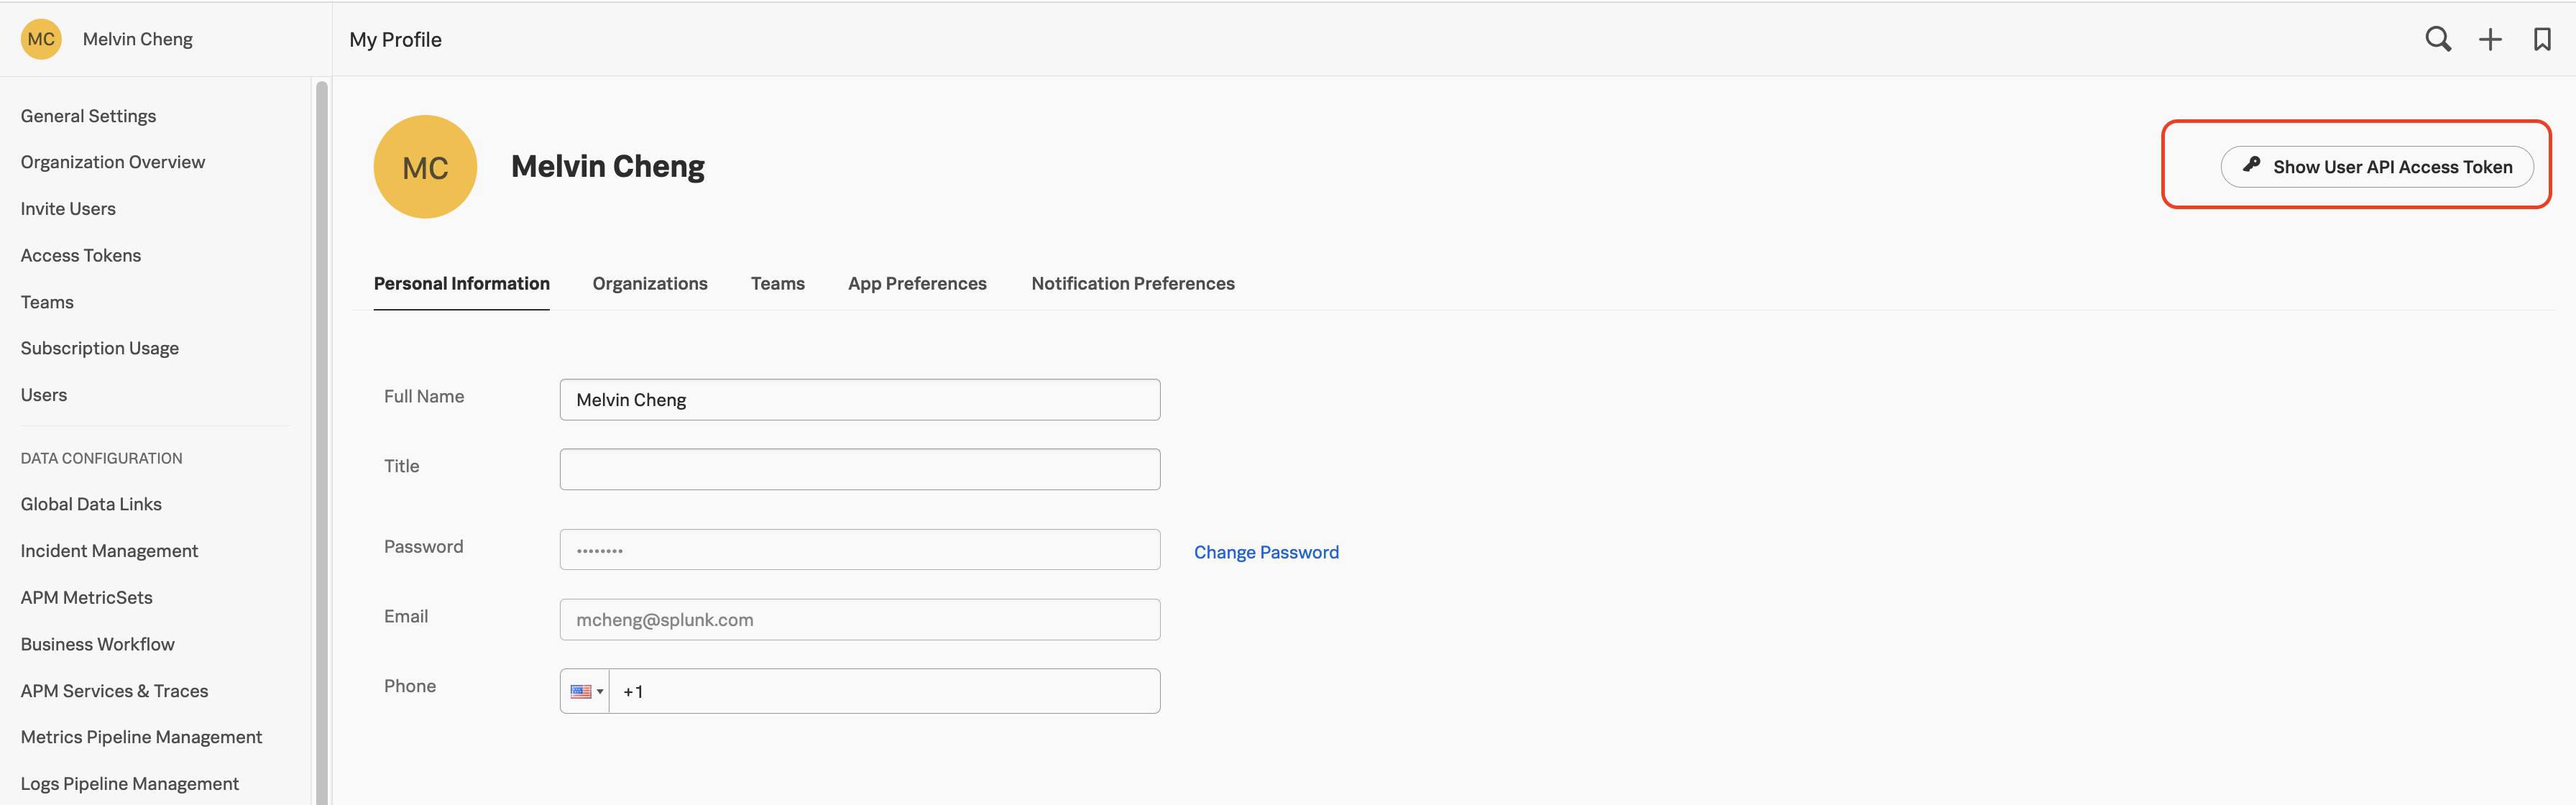 MC
Melvin Cheng
My Profile
General Settings
Organization Overview
Invite Users
Access Tokens
Teams
Subscription Usage
Users
DATA CONFIGURATION
Global Data Links
Incident Management
APM MetricSets
Business Workflow
APM Services & Traces
Metrics Pipeline Management
Logs Pipeline Management
MC
Melvin Cheng
Show User API Access Token
Personal Information Organizations Teams App Preferences Notification Preferences
Full Name Melvin Cheng
Title
Password •••••••• Change Password
Email mcheng@splunk.com
Phone +1